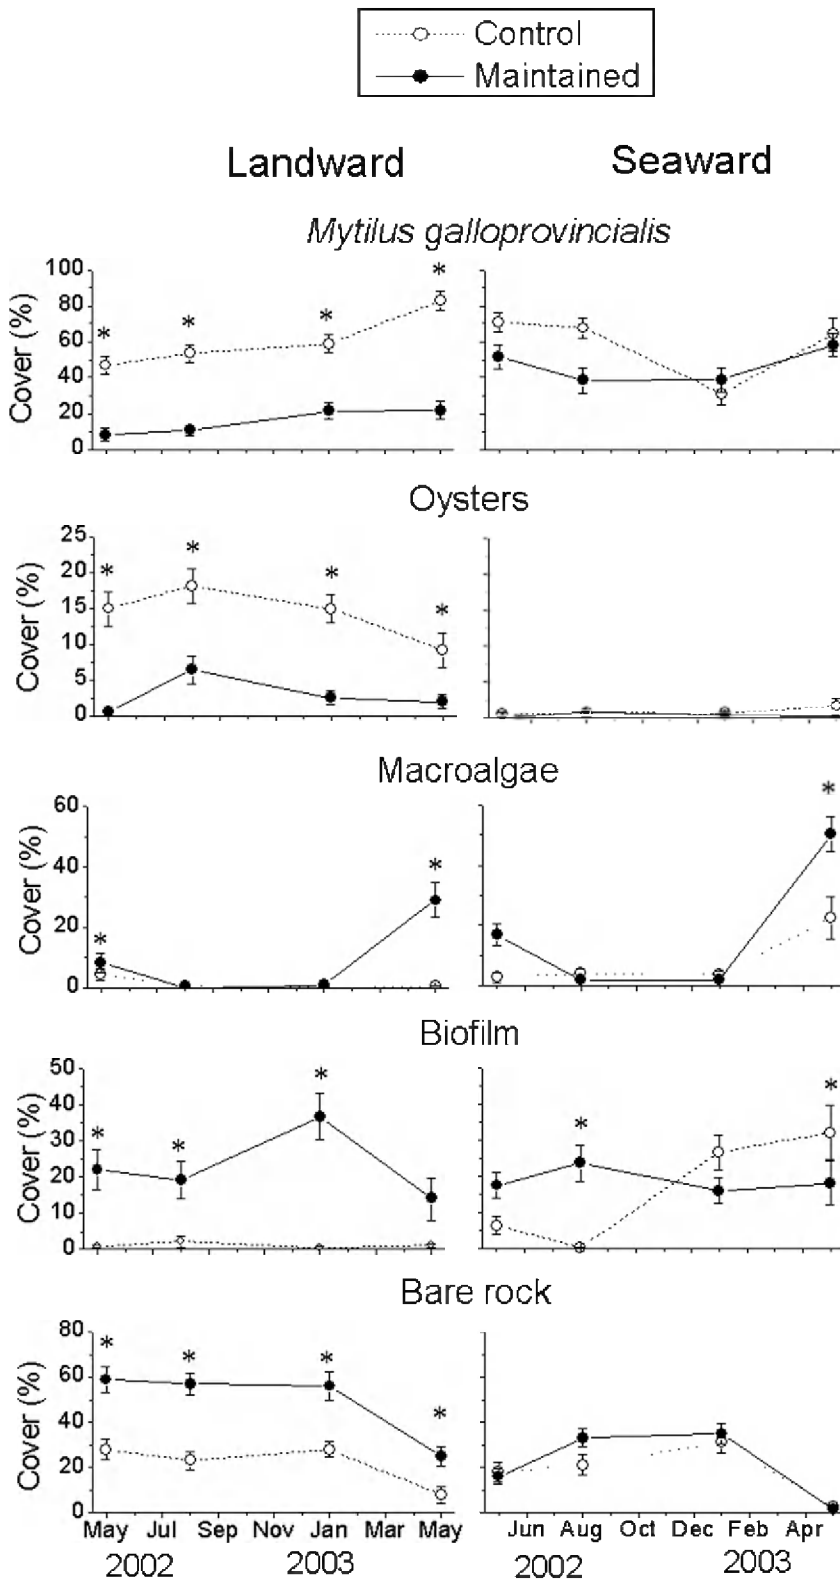 Control
Maintained
Landward Seaward
Mytilus galloprovincialis
Cover (%)
100
80
60
40
20
0
* * * *
Oysters
Cover (%)
25
20
15
10
5
0
* * * *
Macroalgae
Cover (%)
60
40
20
0
* * *
Biofilm
Cover (%)
50
40
30
20
10
0
* * * * *
Bare rock
Cover (%)
80
60
40
20
0
* * * *
May Jul Sep Nov Jan Mar May Jun Aug Oct Dec Feb Apr
2002 2003 2002 2003